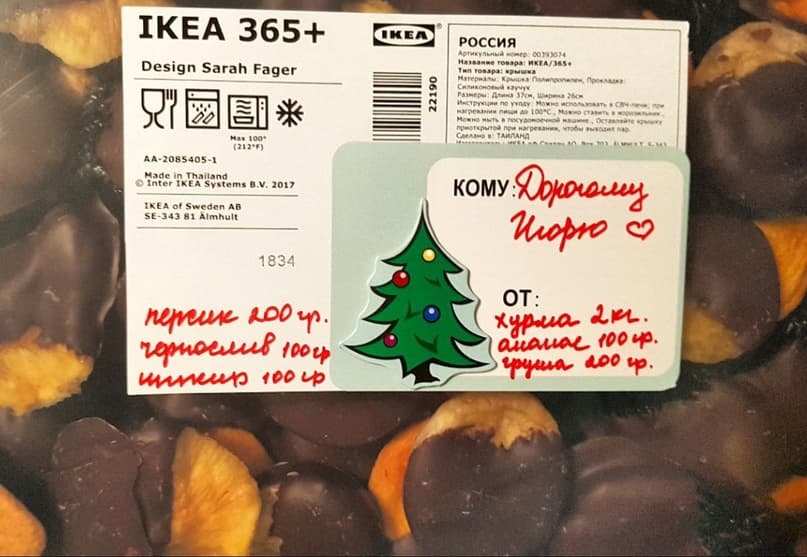 IKEA 365+
Design Sarah Fager
Max 100°
(212°F)
AA-2085405-1
Made in Thailand
© Inter IKEA Systems B.V. 2017
IKEA of Sweden AB
SE-343 81 Älmhult
1834
IKEA®
22190
РОССИЯ
Артикульный номер: 00393074
Название товара: ИКЕА/365+
Тип товара: крышка
Материалы: Крышка:Полипропилен, Прокладка:
Силиконовый каучук
Размеры: Длина 37см, Ширина 26см
Инструкции по уходу: Можно использовать в СВЧ-печи; при
нагревании пищи до 100°С., Можно ставить в морозильник.,
Можно мыть в посудомоечной машине., Оставляйте крышку
приоткрытой при нагревании, чтобы выходил пар.
Сделано в: ТАИЛАНД
КОМУ: Дорогому
Игорю ♡
ОТ:
хурма 2 кг.
ананас 100 гр.
груша 200 гр.
персик 200 гр.
чернослив 100 гр
инжир 100 гр